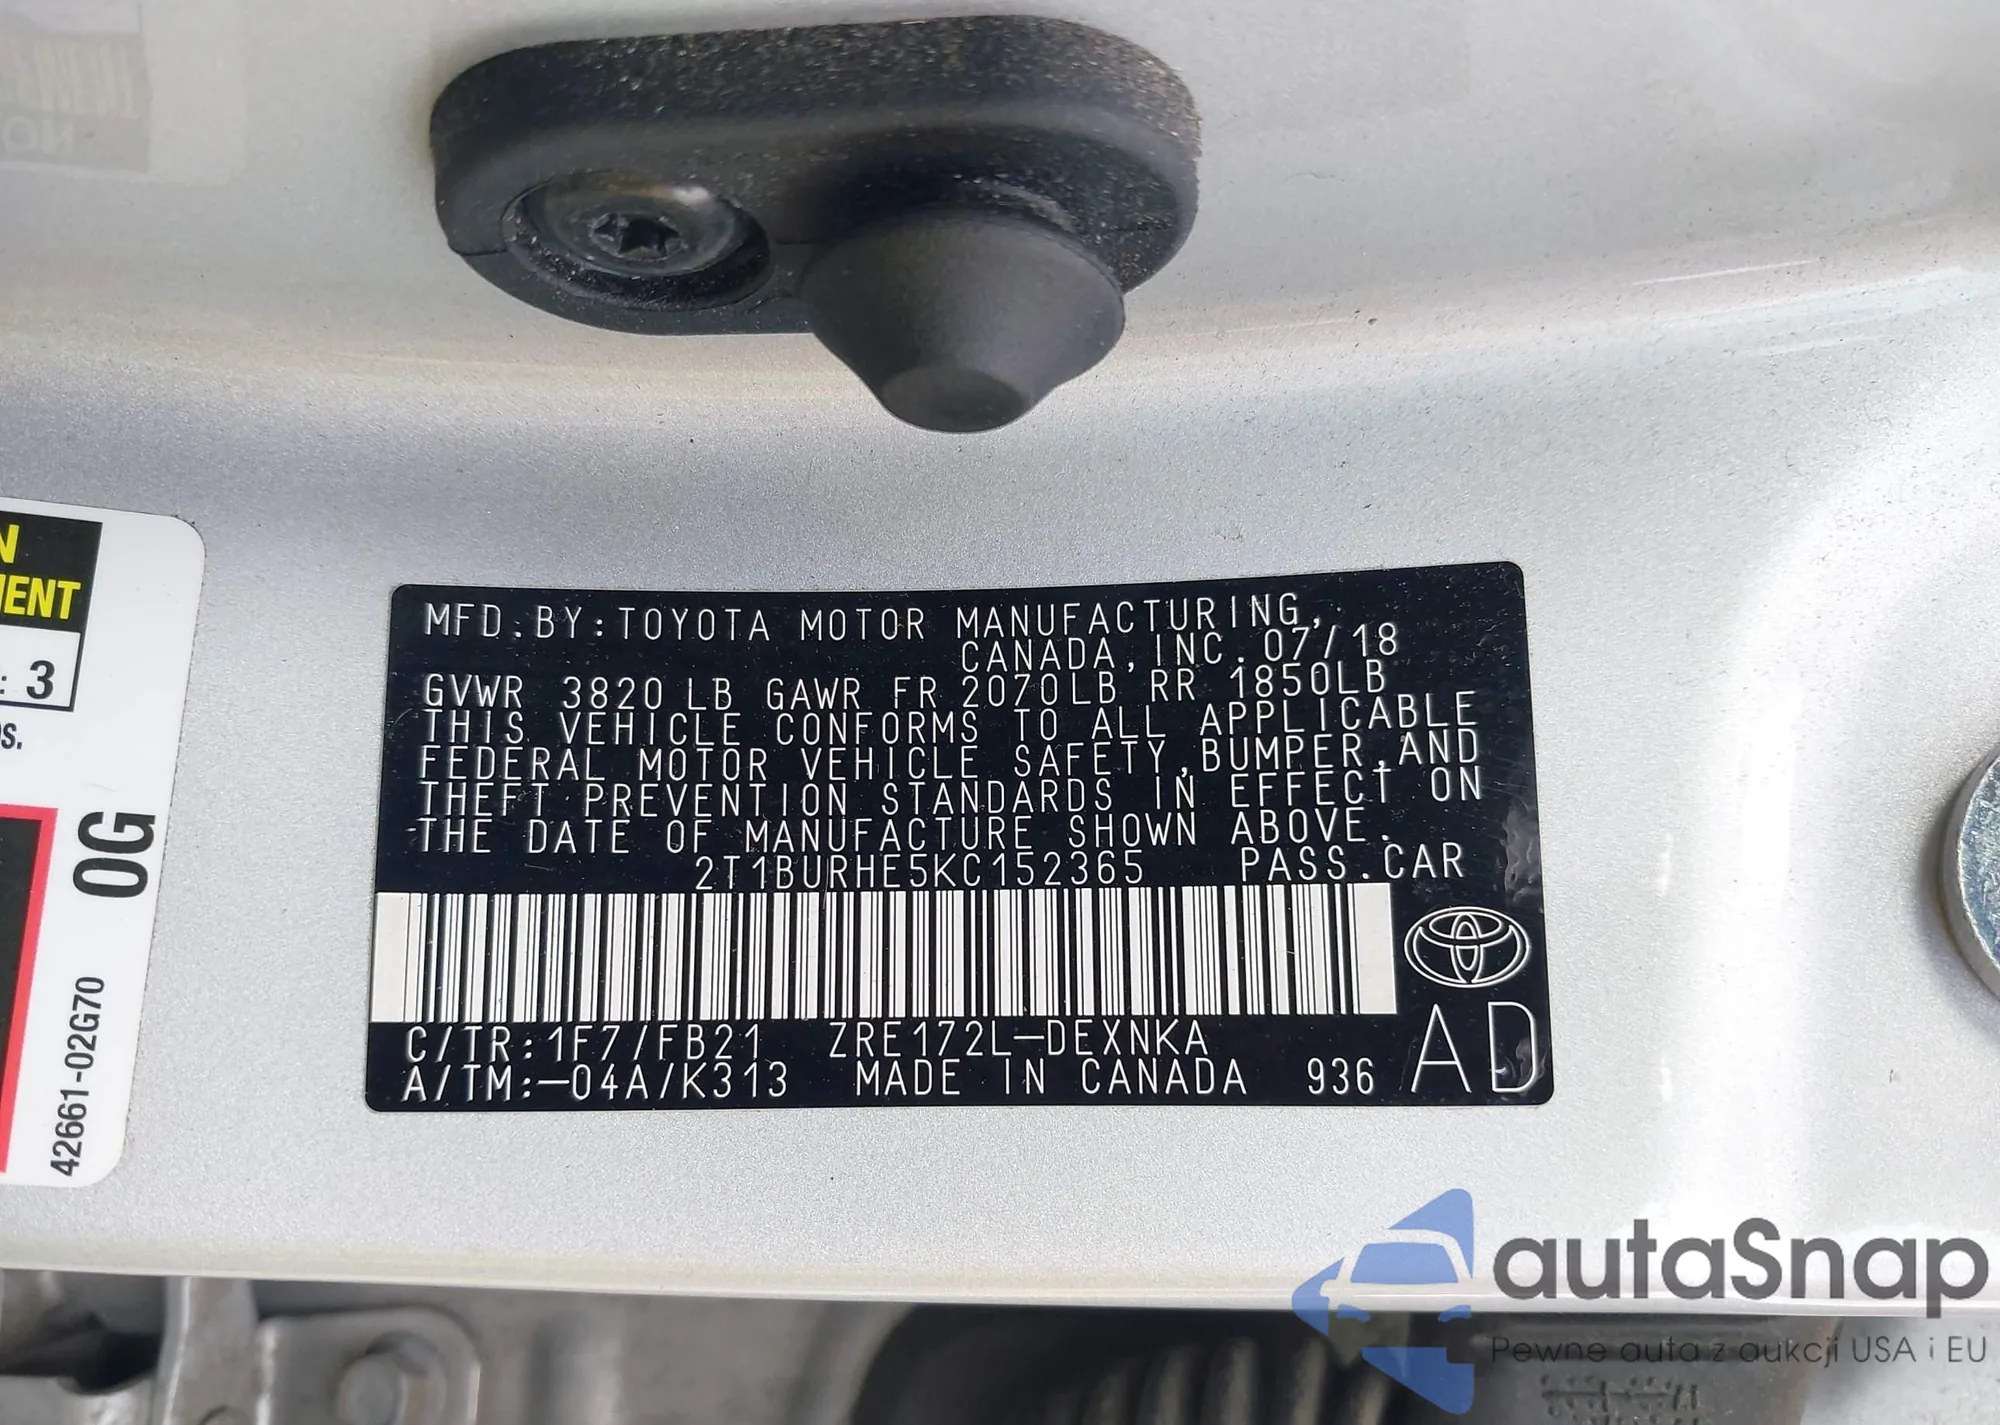 N
MENT
: 3
s.
0G
42661-02G70
MFD.BY:TOYOTA MOTOR MANUFACTURING,
CANADA,INC.07/18
GVWR 3820 LB GAWR FR 2070LB RR 1850LB
THIS VEHICLE CONFORMS TO ALL APPLICABLE
FEDERAL MOTOR VEHICLE SAFETY,BUMPER,AND
THEFT PREVENTION STANDARDS IN EFFECT ON
THE DATE OF MANUFACTURE SHOWN ABOVE.
2T1BURHE5KC152365 PASS.CAR
C/TR:1F7/FB21 ZRE172L-DEXNKA
A/TM:-04A/K313 MADE IN CANADA 936 AD
autaSnap
Pewne auta z aukcji USA i EU